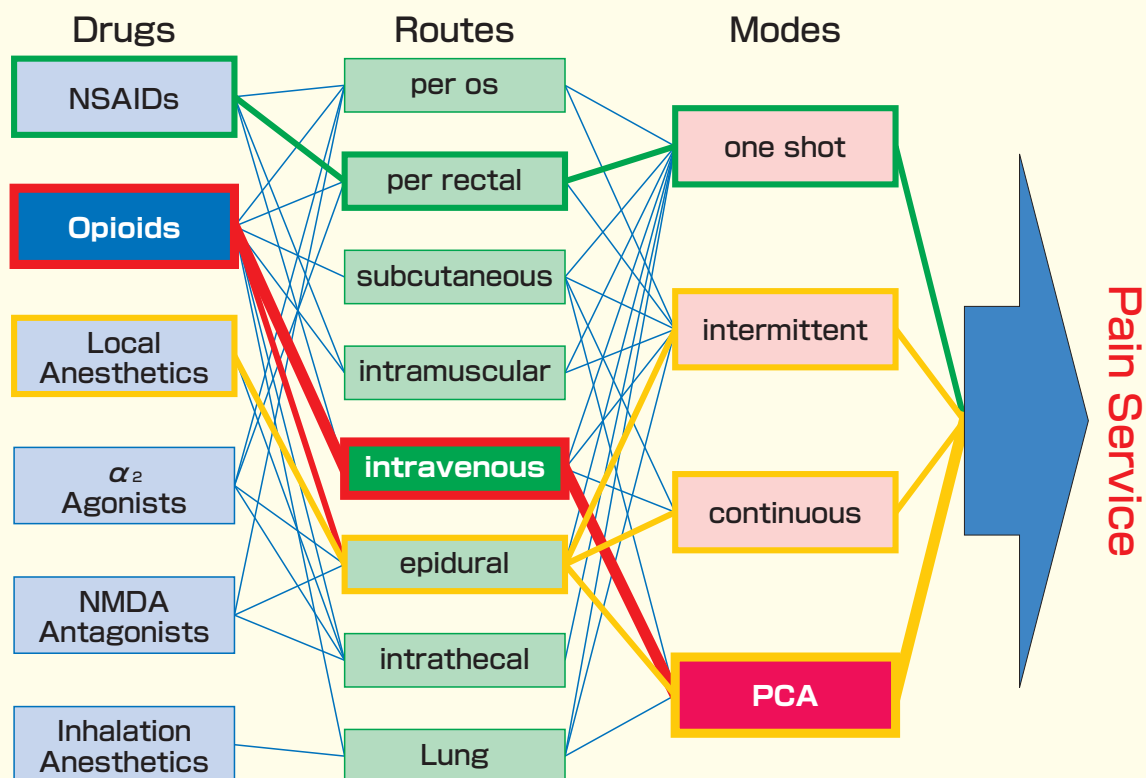 Drugs
Routes
Modes
NSAIDs
Opioids
Local
Anesthetics
α₂
Agonists
NMDA
Antagonists
Inhalation
Anesthetics
per os
per rectal
subcutaneous
intramuscular
intravenous
epidural
intrathecal
Lung
one shot
intermittent
continuous
PCA
Pain Service